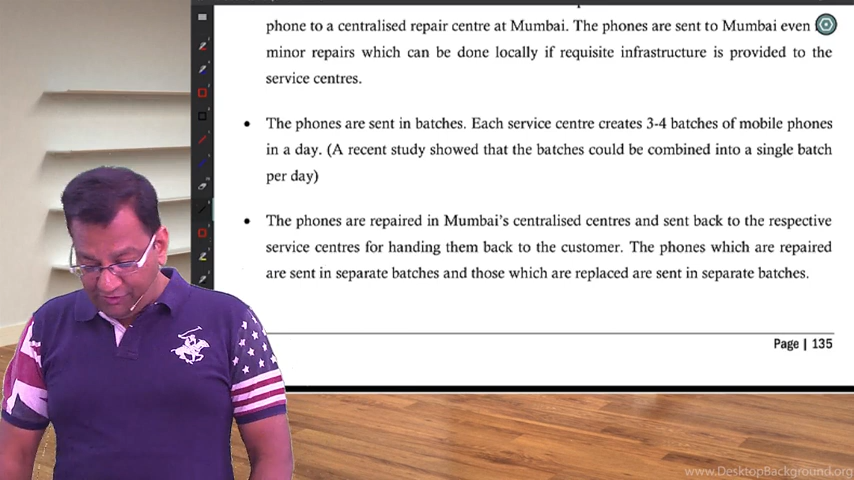 phone to a centralised repair centre at Mumbai. The phones are sent to Mumbai even
minor repairs which can be done locally if requisite infrastructure is provided to the
service centres.
• The phones are sent in batches. Each service centre creates 3-4 batches of mobile phones
in a day. (A recent study showed that the batches could be combined into a single batch
per day)
• The phones are repaired in Mumbai's centralised centres and sent back to the respective
service centres for handing them back to the customer. The phones which are repaired
are sent in separate batches and those which are replaced are sent in separate batches.
Page | 135
www.DesktopBackground.org